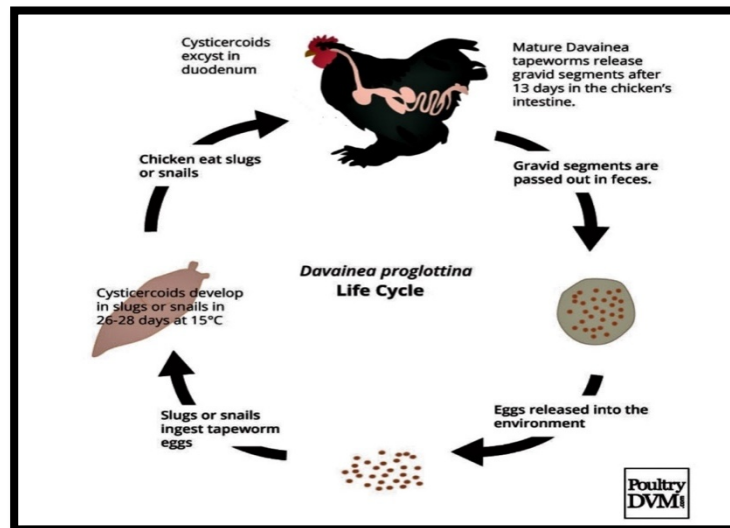 Cysticercoids
excyst in
duodenum
Mature Davainea
tapeworms release
gravid segments after
13 days in the chicken's
intestine.
Chicken eat slugs
or snails
Gravid segments are
passed out in feces.
Davainea proglottina
Life Cycle
Cysticercoids develop
in slugs or snails in
26-28 days at 15°C
Slugs or snails
ingest tapeworm
eggs
Eggs released into the
environment
Poultry
DVM.com